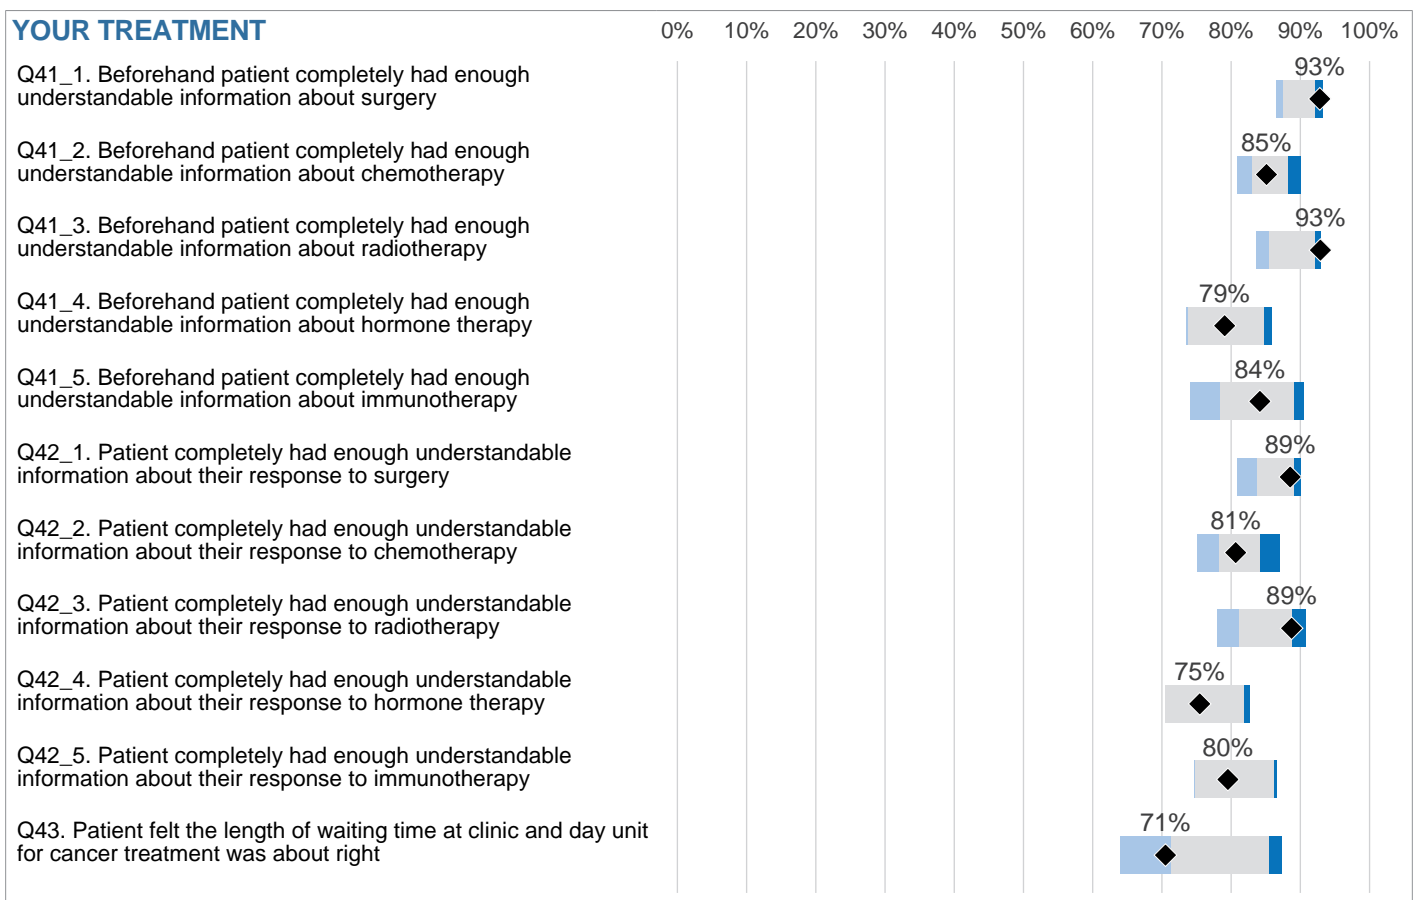 YOUR TREATMENT
0% 10% 20% 30% 40% 50% 60% 70% 80% 90% 100%
Q41_1. Beforehand patient completely had enough
understandable information about surgery
93%
Q41_2. Beforehand patient completely had enough
understandable information about chemotherapy
85%
Q41_3. Beforehand patient completely had enough
understandable information about radiotherapy
93%
Q41_4. Beforehand patient completely had enough
understandable information about hormone therapy
79%
Q41_5. Beforehand patient completely had enough
understandable information about immunotherapy
84%
Q42_1. Patient completely had enough understandable
information about their response to surgery
89%
Q42_2. Patient completely had enough understandable
information about their response to chemotherapy
81%
Q42_3. Patient completely had enough understandable
information about their response to radiotherapy
89%
Q42_4. Patient completely had enough understandable
information about their response to hormone therapy
75%
Q42_5. Patient completely had enough understandable
information about their response to immunotherapy
80%
Q43. Patient felt the length of waiting time at clinic and day unit
for cancer treatment was about right
71%